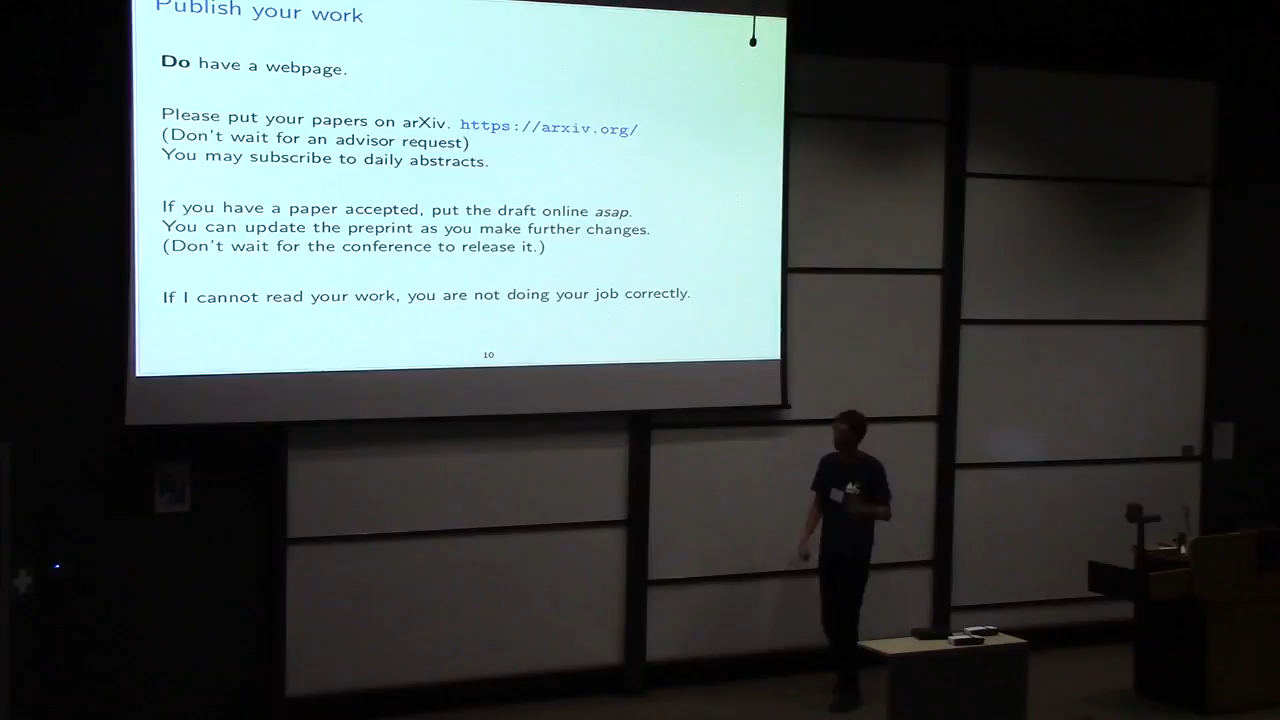 Publish your work
Do have a webpage.
Please put your papers on arXiv. https://arxiv.org/
(Don't wait for an advisor request)
You may subscribe to daily abstracts.
If you have a paper accepted, put the draft online asap.
You can update the preprint as you make further changes.
(Don't wait for the conference to release it.)
If I cannot read your work, you are not doing your job correctly.
10